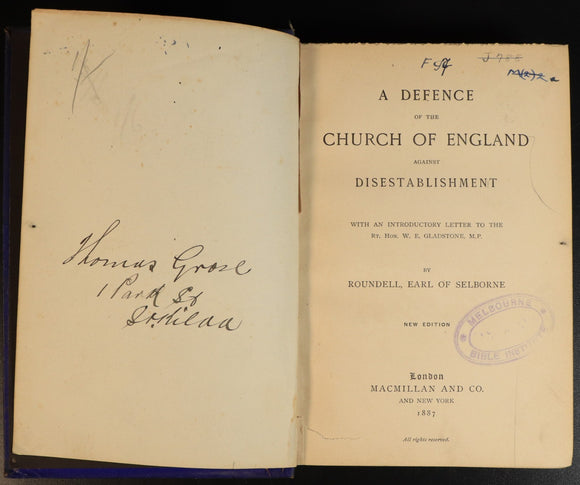 Thomas Grose
1 Park St
St. Kilda
A DEFENCE
OF THE
CHURCH OF ENGLAND
AGAINST
DISESTABLISHMENT
WITH AN INTRODUCTORY LETTER TO THE
RT. HON. W. E. GLADSTONE, M.P.
BY
ROUNDELL, EARL OF SELBORNE
NEW EDITION
MELBOURNE
BIBLE INSTITUTE
London
MACMILLAN AND CO.
AND NEW YORK
1887
All rights reserved.